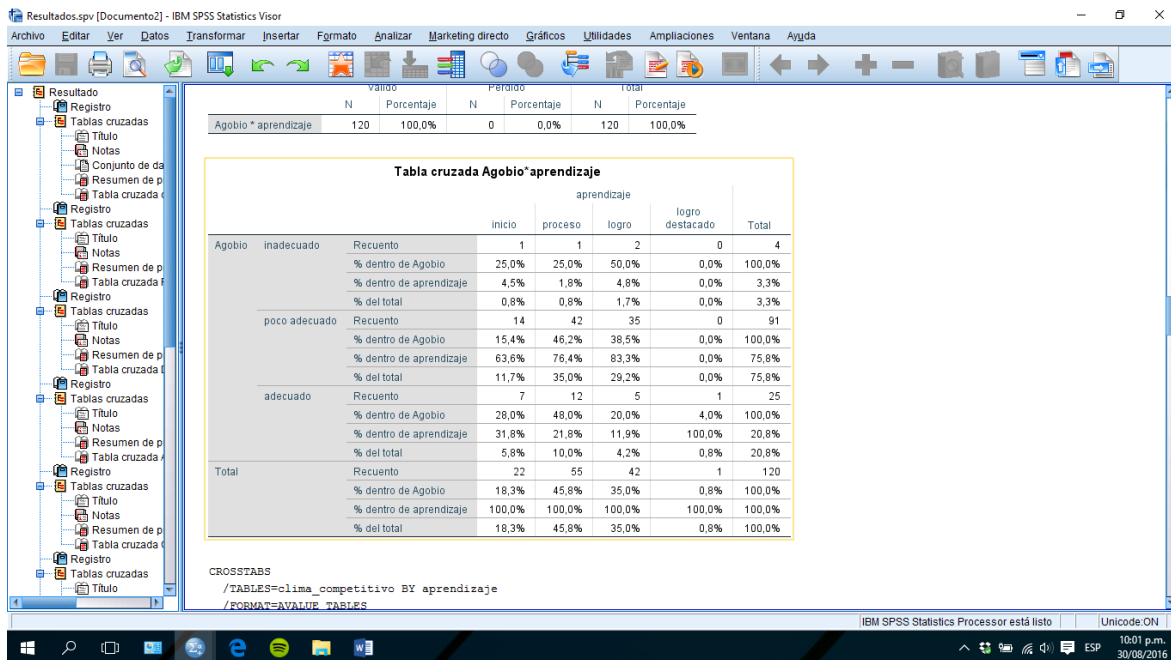 Resultados.spv [Documento2] - IBM SPSS Statistics Visor
Archivo Editar Ver Datos Transformar Insertar Formato Analizar Marketing directo Gráficos Utilidades Ampliaciones Ventana Ayuda
Resultado
Registro
Tablas cruzadas
Título
Notas
Conjunto de da
Resumen de p
Tabla cruzada
Registro
Tablas cruzadas
Título
Notas
Resumen de p
Tabla cruzada
Registro
Tablas cruzadas
Título
Notas
Resumen de p
Tabla cruzada
Registro
Tablas cruzadas
Título
Notas
Resumen de p
Tabla cruzada
Registro
Tablas cruzadas
Título
Notas
Resumen de p
Tabla cruzada
Registro
Tablas cruzadas
Título
Válido Perdido Total
N Porcentaje N Porcentaje N Porcentaje
Agobio * aprendizaje 120 100,0% 0 0,0% 120 100,0%
Tabla cruzada Agobio*aprendizaje
aprendizaje
inicio proceso logro logro destacado Total
Agobio inadecuado Recuento 1 1 2 0 4
% dentro de Agobio 25,0% 25,0% 50,0% 0,0% 100,0%
% dentro de aprendizaje 4,5% 1,8% 4,8% 0,0% 3,3%
% del total 0,8% 0,8% 1,7% 0,0% 3,3%
poco adecuado Recuento 14 42 35 0 91
% dentro de Agobio 15,4% 46,2% 38,5% 0,0% 100,0%
% dentro de aprendizaje 63,6% 76,4% 83,3% 0,0% 75,8%
% del total 11,7% 35,0% 29,2% 0,0% 75,8%
adecuado Recuento 7 12 5 1 25
% dentro de Agobio 28,0% 48,0% 20,0% 4,0% 100,0%
% dentro de aprendizaje 31,8% 21,8% 11,9% 100,0% 20,8%
% del total 5,8% 10,0% 4,2% 0,8% 20,8%
Total Recuento 22 55 42 1 120
% dentro de Agobio 18,3% 45,8% 35,0% 0,8% 100,0%
% dentro de aprendizaje 100,0% 100,0% 100,0% 100,0% 100,0%
% del total 18,3% 45,8% 35,0% 0,8% 100,0%
CROSSTABS
/TABLES=clima_competitivo BY aprendizaje
/FORMAT=AVALUE TABLES
IBM SPSS Statistics Processor está listo Unicode:ON
ESP 10:01 p.m.
30/08/2016